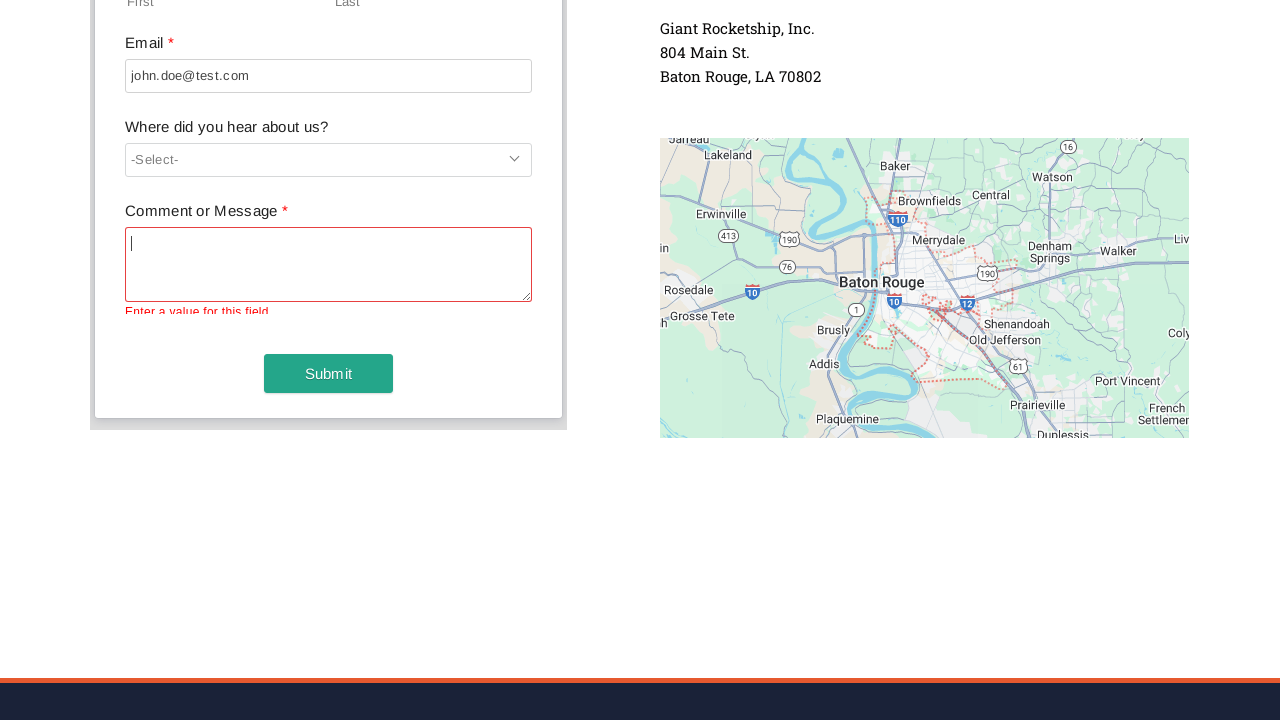 First Last
Email *
john.doe@test.com
Where did you hear about us?
-Select-
Comment or Message *
Enter a value for this field
Submit
Giant Rocketship, Inc.
804 Main St.
Baton Rouge, LA 70802
Jarreau
16
Lakeland
Baker
Watson
Central
Brownfields
Erwinville
110
413
190
Merrydale
Denham
Springs
Walker
Liv
in
76
190
Baton Rouge
Rosedale
10
10
12
Grosse Tete
1
h
Brusly
Shenandoah
Old Jefferson
Coly
Addis
61
Port Vincent
Prairieville
French
Settlemen
Plaquemine
Duplessis